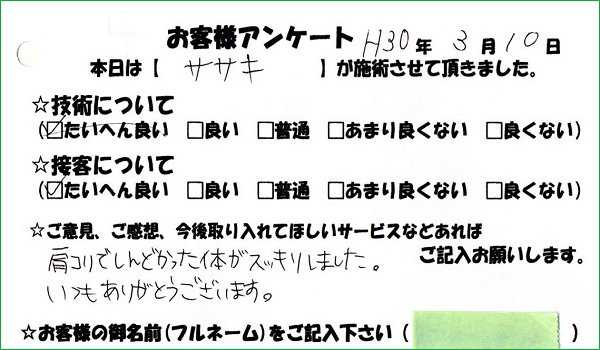 お客様アンケート H30年 3月10日
本日は【 ササキ 】が施術させて頂きました。
☆技術について
(☑たいへん良い □良い □普通 □あまり良くない □良くない)
☆接客について
(☑たいへん良い □良い □普通 □あまり良くない □良くない)
☆ご意見、ご感想、今後取り入れてほしいサービスなどあれば
ご記入お願いします。
肩コリでしんどかった体がスッキリしました。
いつもありがとうございます。
☆お客様の御名前(フルネーム)をご記入下さい( )